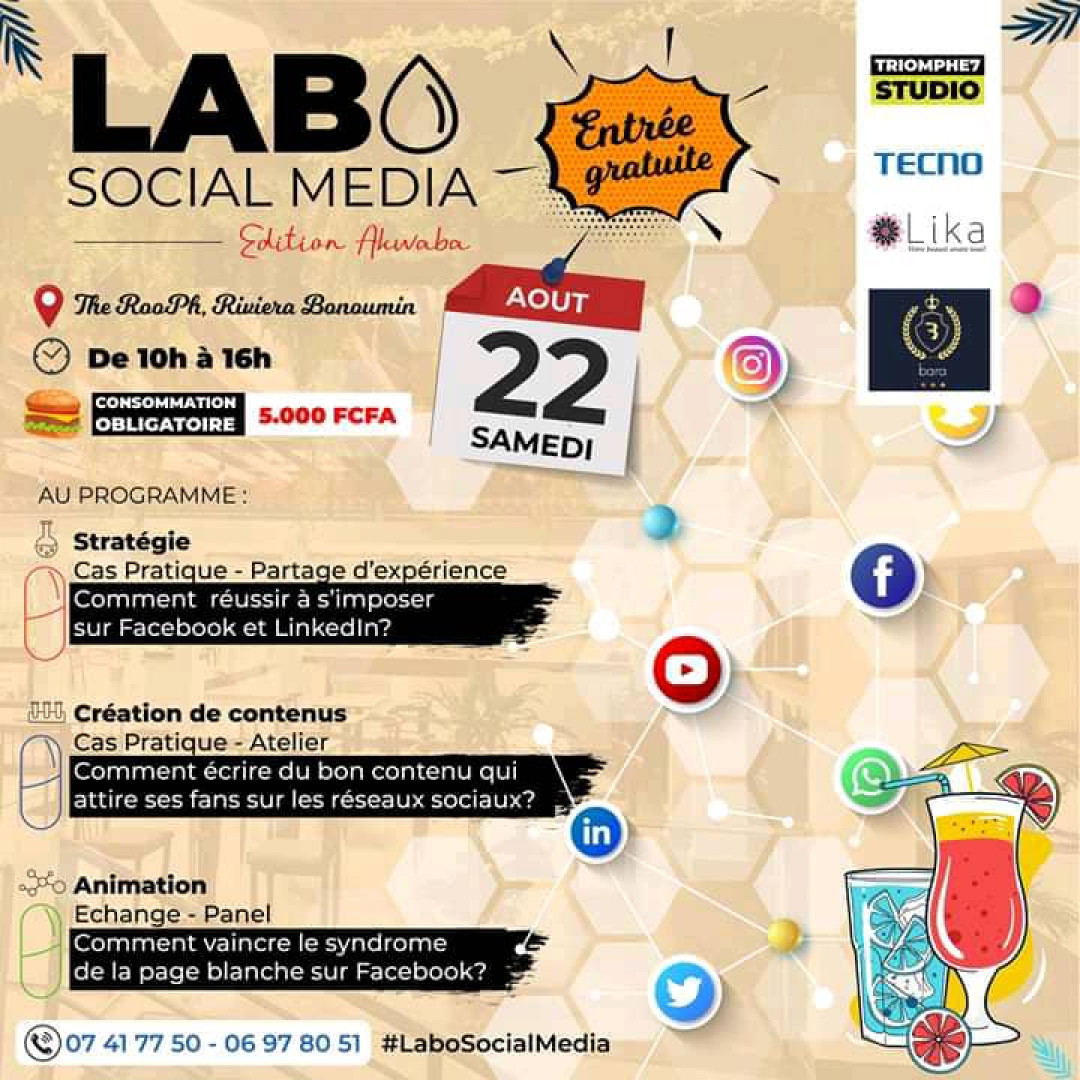 LABO
SOCIAL MEDIA
Edition Akwaba
Entrée
gratuite
TRIOMPHE7
STUDIO
TECNO
Lika
bara
The RooPh, Riviera Bonoumin
De 10h à 16h
CONSOMMATION
OBLIGATOIRE
5.000 FCFA
AOUT
22
SAMEDI
AU PROGRAMME :
Stratégie
Cas Pratique - Partage d'expérience
Comment réussir à s'imposer
sur Facebook et LinkedIn?
Création de contenus
Cas Pratique - Atelier
Comment écrire du bon contenu qui
attire ses fans sur les réseaux sociaux?
Animation
Echange - Panel
Comment vaincre le syndrome
de la page blanche sur Facebook?
07 41 77 50 - 06 97 80 51 #LaboSocialMedia